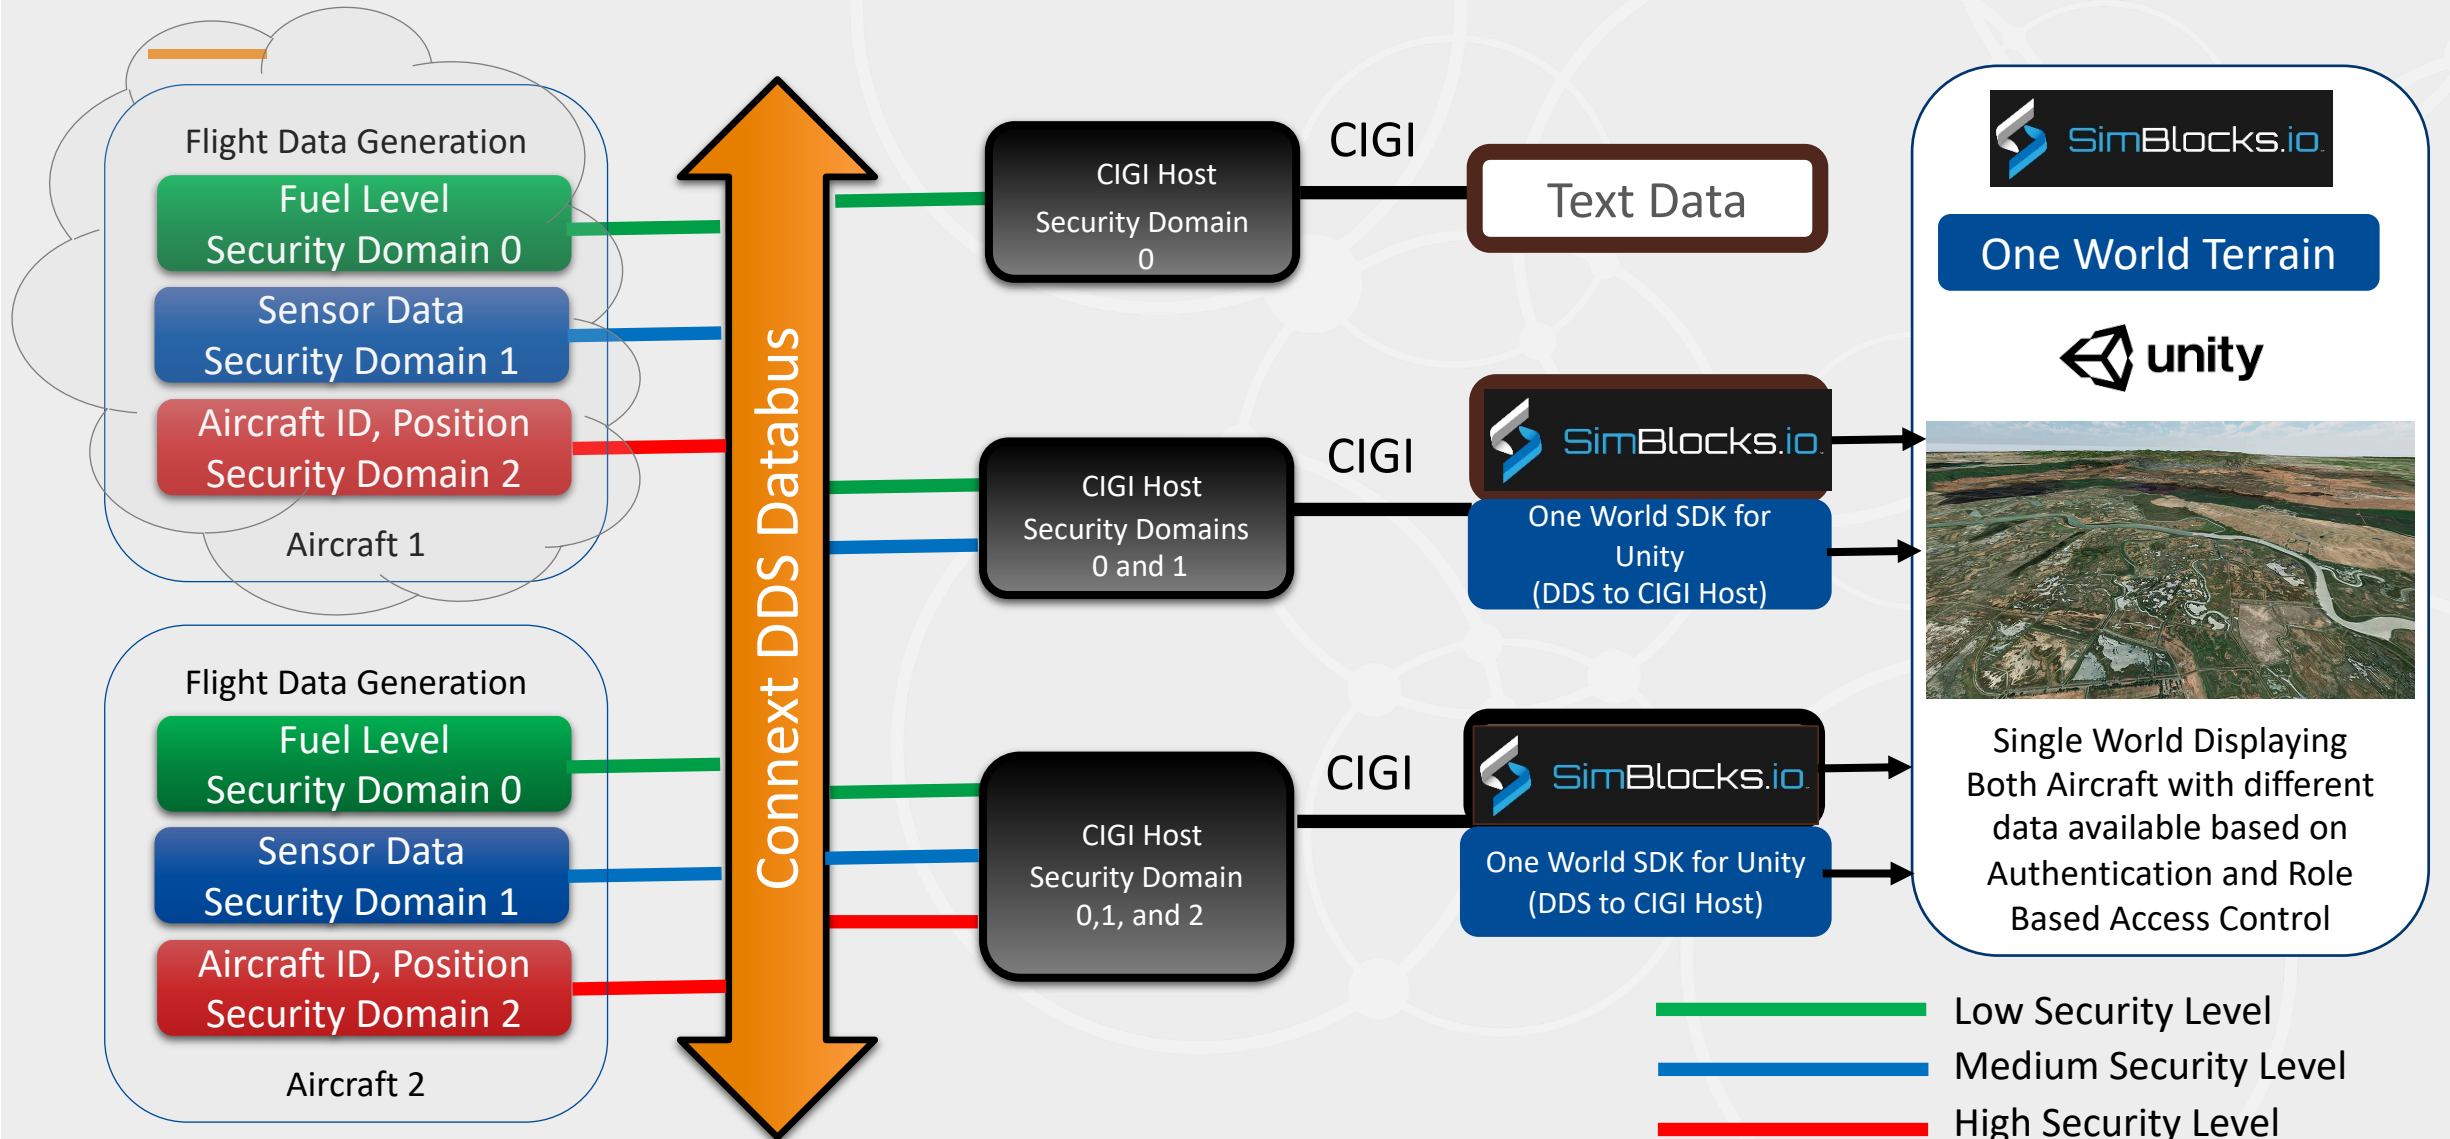 Flight Data Generation
Fuel Level
Security Domain 0
Sensor Data
Security Domain 1
Aircraft ID, Position
Security Domain 2
Aircraft 1
Flight Data Generation
Fuel Level
Security Domain 0
Sensor Data
Security Domain 1
Aircraft ID, Position
Security Domain 2
Aircraft 2
Connext DDS Databus
CIGI Host
Security Domain
0
CIGI
Text Data
CIGI Host
Security Domains
0 and 1
CIGI
SimBlocks.io
One World SDK for
Unity
(DDS to CIGI Host)
CIGI Host
Security Domain
0,1, and 2
CIGI
SimBlocks.io
One World SDK for Unity
(DDS to CIGI Host)
SimBlocks.io
One World Terrain
unity
Single World Displaying
Both Aircraft with different
data available based on
Authentication and Role
Based Access Control
Low Security Level
Medium Security Level
High Security Level